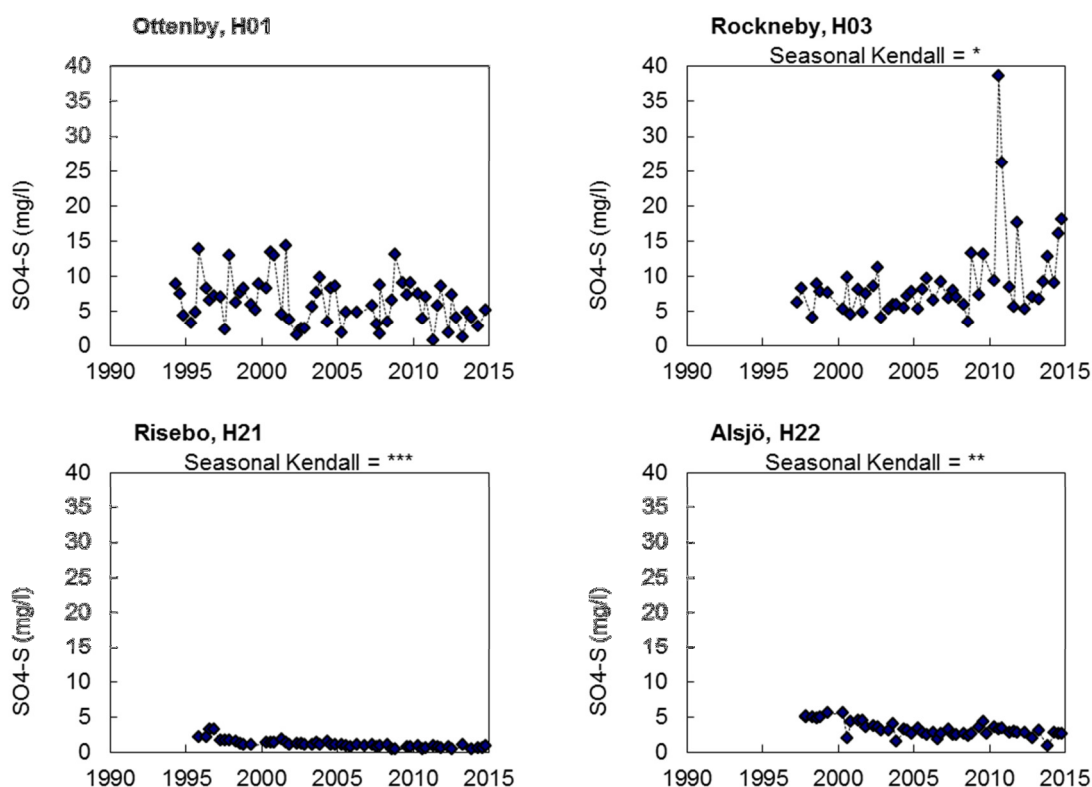 Ottenby, H01
SO4-S (mg/l)
40
35
30
25
20
15
10
5
0
1990 1995 2000 2005 2010 2015
Rockneby, H03
Seasonal Kendall = *
SO4-S (mg/l)
40
35
30
25
20
15
10
5
0
1990 1995 2000 2005 2010 2015
Risebo, H21
Seasonal Kendall = ***
SO4-S (mg/l)
40
35
30
25
20
15
10
5
0
1990 1995 2000 2005 2010 2015
Alsjö, H22
Seasonal Kendall = **
SO4-S (mg/l)
40
35
30
25
20
15
10
5
0
1990 1995 2000 2005 2010 2015